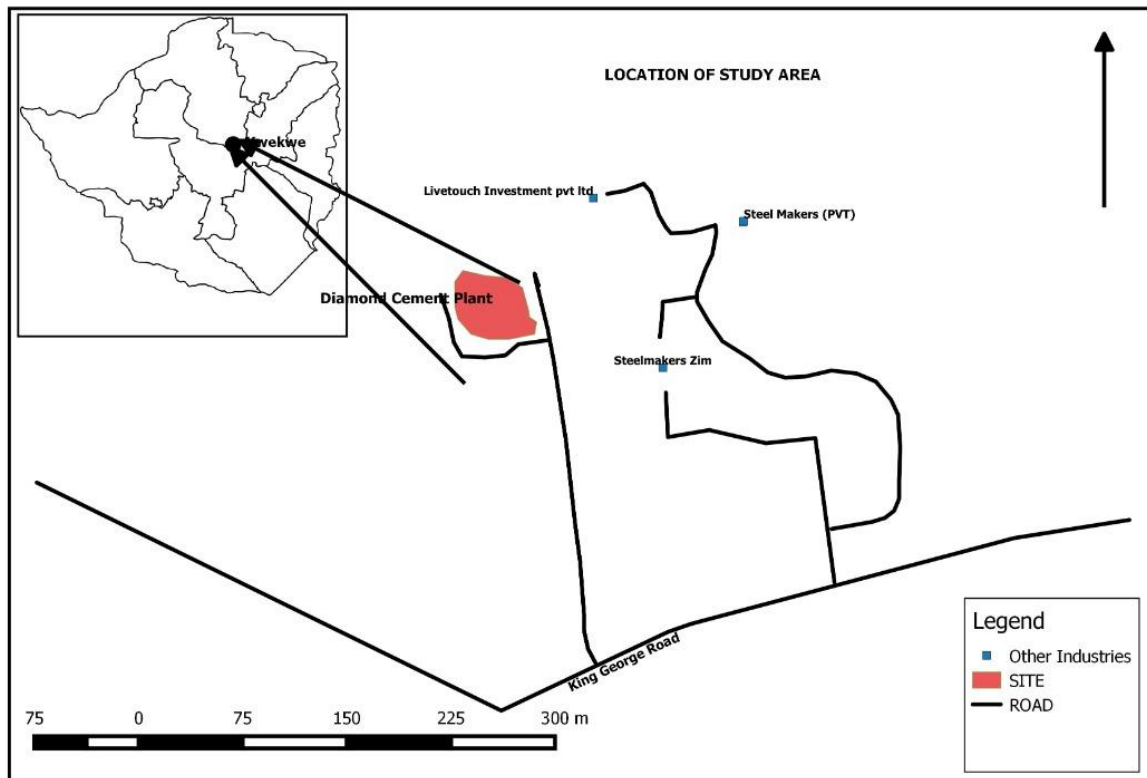 LOCATION OF STUDY AREA
Kwekwe
Livetouch Investment pvt ltd
Steel Makers (PVT)
Diamond Cement Plant
Steelmakers Zim
King George Road
Legend
Other Industries
SITE
ROAD
75 0 75 150 225 300 m